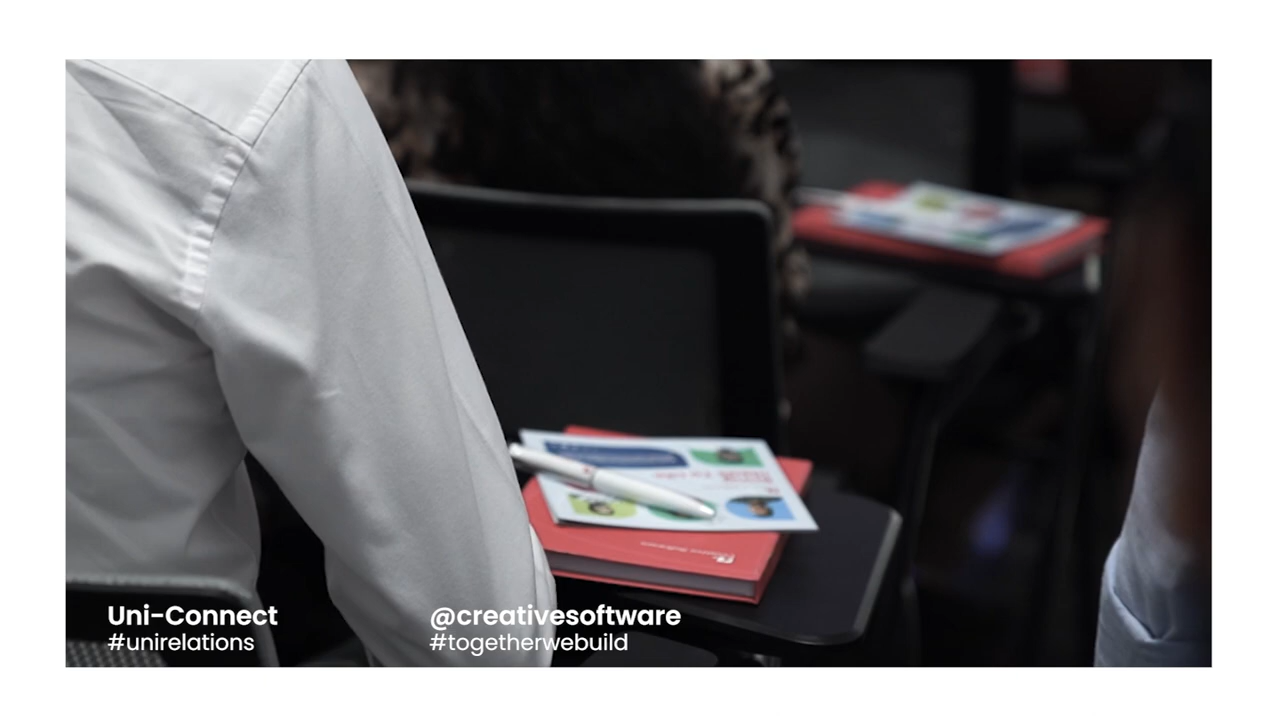 Uni-Connect
#unirelations
@creativesoftware
#togetherwebuild